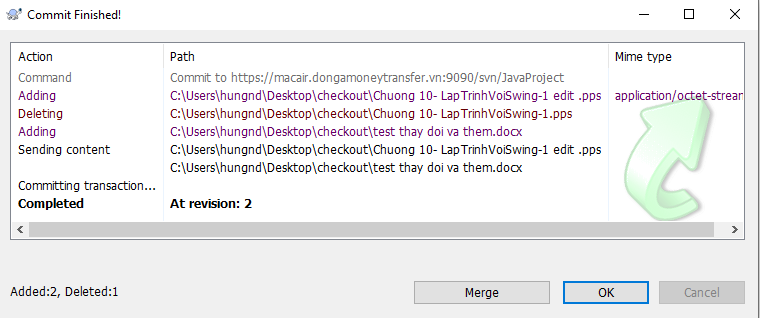 Commit Finished!
Action Path Mime type
Command Commit to https://macair.dongamoneytransfer.vn:9090/svn/JavaProject
Adding C:\Users\hungnd\Desktop\checkout\Chuong 10- LapTrinhVoiSwing-1 edit .pps application/octet-stream
Deleting C:\Users\hungnd\Desktop\checkout\Chuong 10- LapTrinhVoiSwing-1.pps
Adding C:\Users\hungnd\Desktop\checkout\test thay doi va them.docx
Sending content C:\Users\hungnd\Desktop\checkout\Chuong 10- LapTrinhVoiSwing-1 edit .pps
C:\Users\hungnd\Desktop\checkout\test thay doi va them.docx
Committing transaction...
Completed At revision: 2
Added:2, Deleted:1 Merge OK Cancel